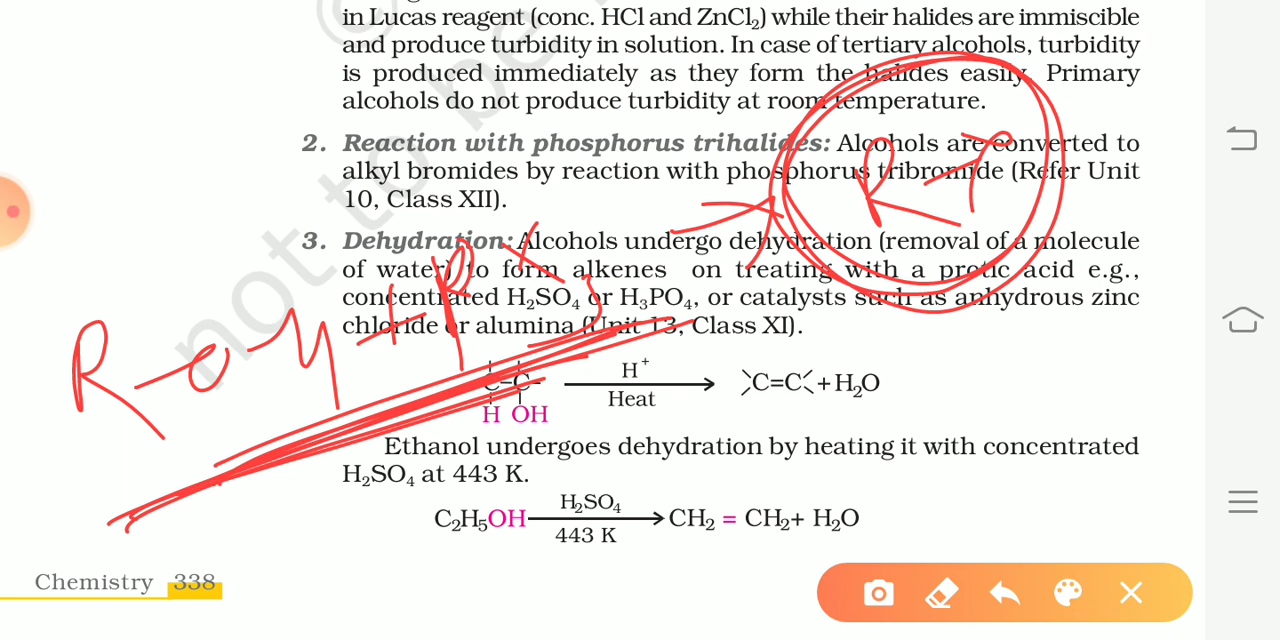 in Lucas reagent (conc. HCl and ZnCl₂) while their halides are immiscible
and produce turbidity in solution. In case of tertiary alcohols, turbidity
is produced immediately as they form the halides easily. Primary
alcohols do not produce turbidity at room temperature.
2. Reaction with phosphorus trihalides: Alcohols are converted to
alkyl bromides by reaction with phosphorus tribromide (Refer Unit
10, Class XII).
3. Dehydration: Alcohols undergo dehydration (removal of a molecule
of water) to form alkenes on treating with a protic acid e.g.,
concentrated H₂SO₄ or H₃PO₄, or catalysts such as anhydrous zinc
chloride or alumina (Unit 13, Class XI).
C–C– H⁺ >C=C< + H₂O
Heat
H OH
Ethanol undergoes dehydration by heating it with concentrated
H₂SO₄ at 443 K.
C₂H₅OH H₂SO₄ CH₂ = CH₂ + H₂O
443 K
Chemistry 338
not to be